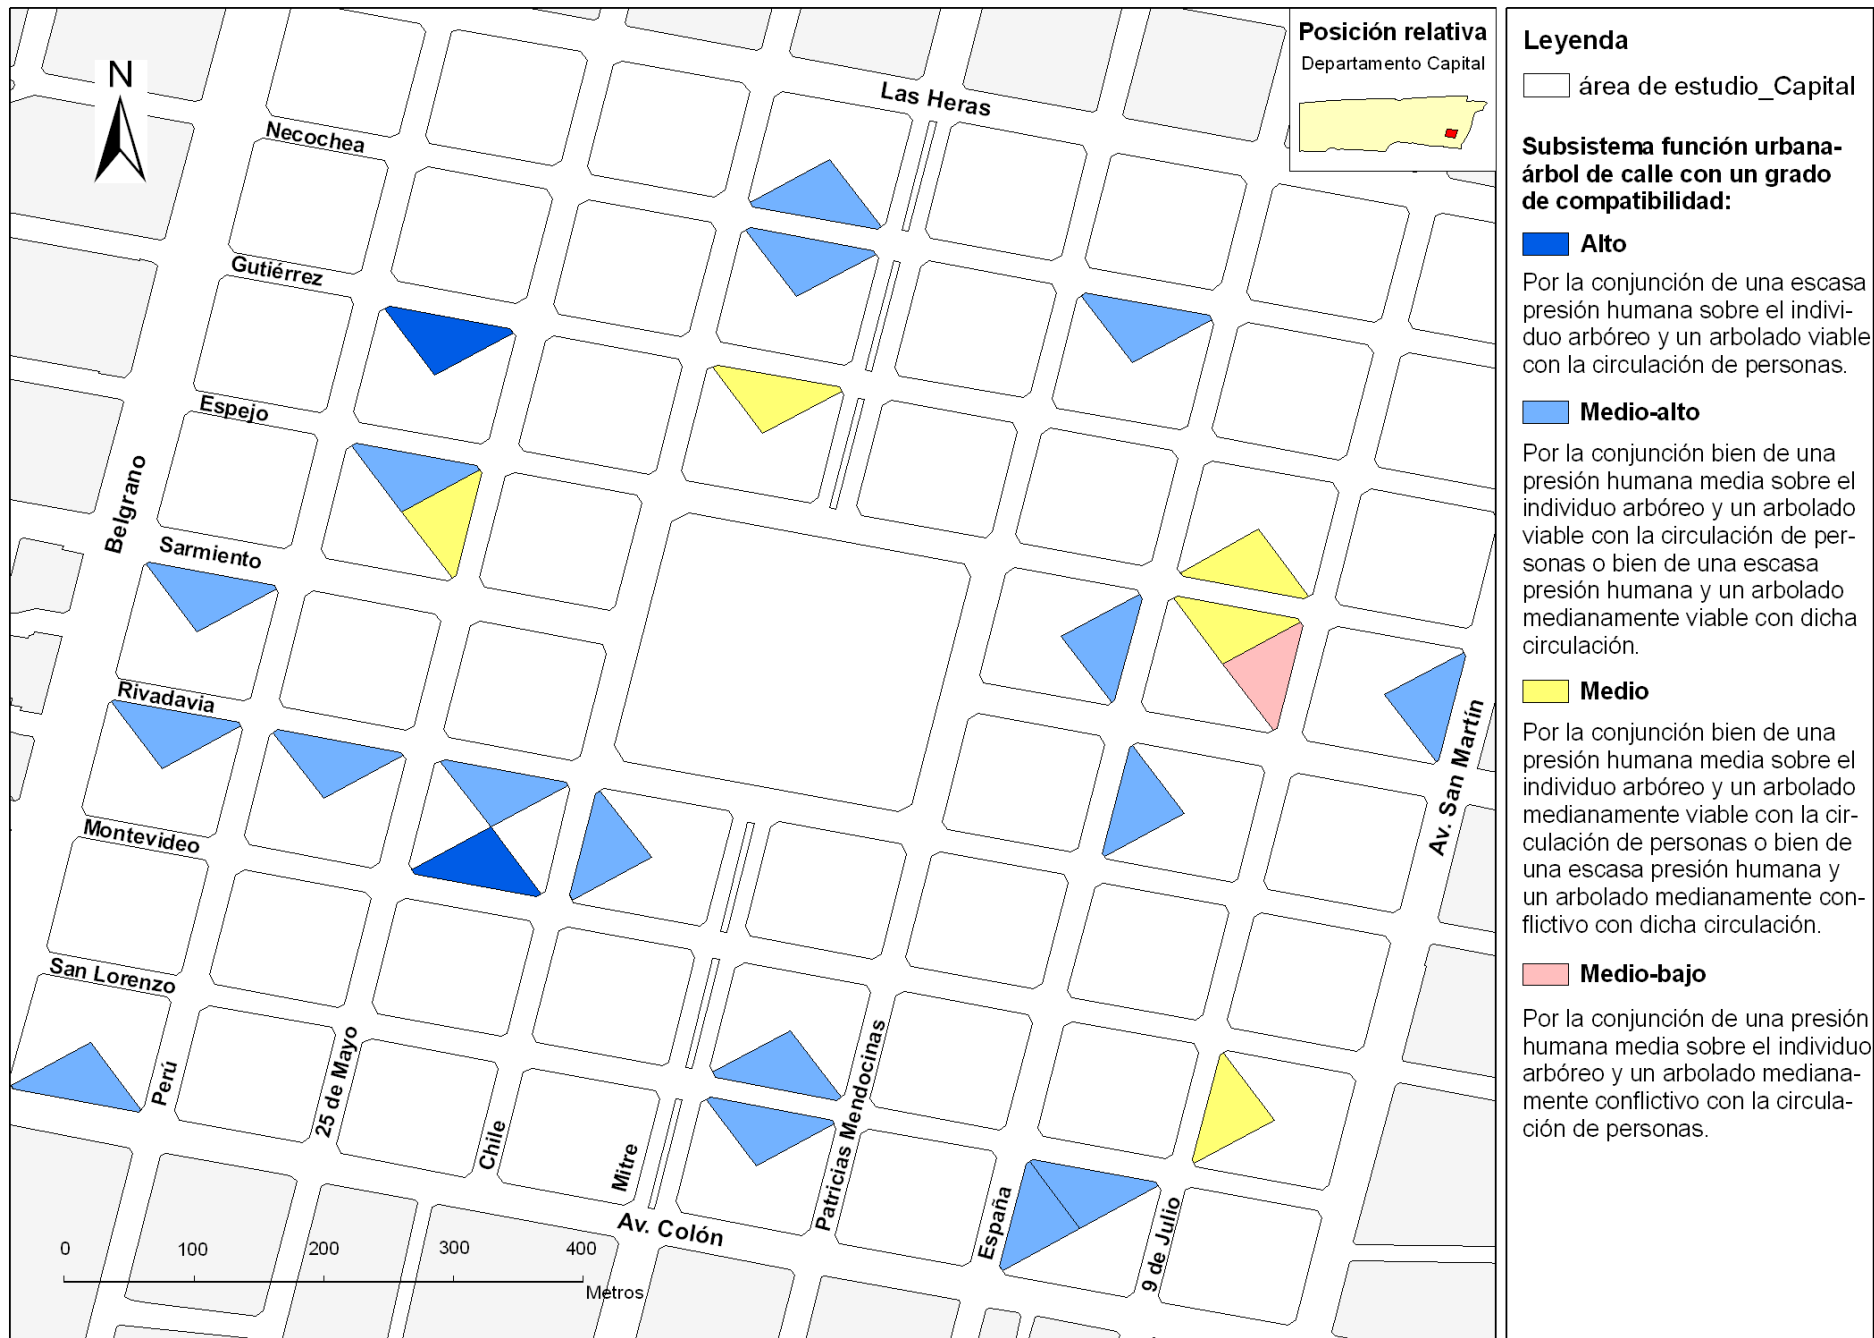 N
Necochea
Gutiérrez
Espejo
Belgrano
Sarmiento
Rivadavia
Montevideo
San Lorenzo
Perú
25 de Mayo
Chile
Mitre
Las Heras
Av. Colón
Patricias Mendocinas
España
9 de Julio
Av. San Martín
0 100 200 300 400
Metros
Posición relativa
Departamento Capital
Leyenda
área de estudio_Capital
Subsistema función urbana-
árbol de calle con un grado
de compatibilidad:
Alto
Por la conjunción de una escasa
presión humana sobre el indivi-
duo arbóreo y un arbolado viable
con la circulación de personas.
Medio-alto
Por la conjunción bien de una
presión humana media sobre el
individuo arbóreo y un arbolado
viable con la circulación de per-
sonas o bien de una escasa
presión humana y un arbolado
medianamente viable con dicha
circulación.
Medio
Por la conjunción bien de una
presión humana media sobre el
individuo arbóreo y un arbolado
medianamente viable con la cir-
culación de personas o bien de
una escasa presión humana y
un arbolado medianamente con-
flictivo con dicha circulación.
Medio-bajo
Por la conjunción de una presión
humana media sobre el individuo
arbóreo y un arbolado mediana-
mente conflictivo con la circula-
ción de personas.